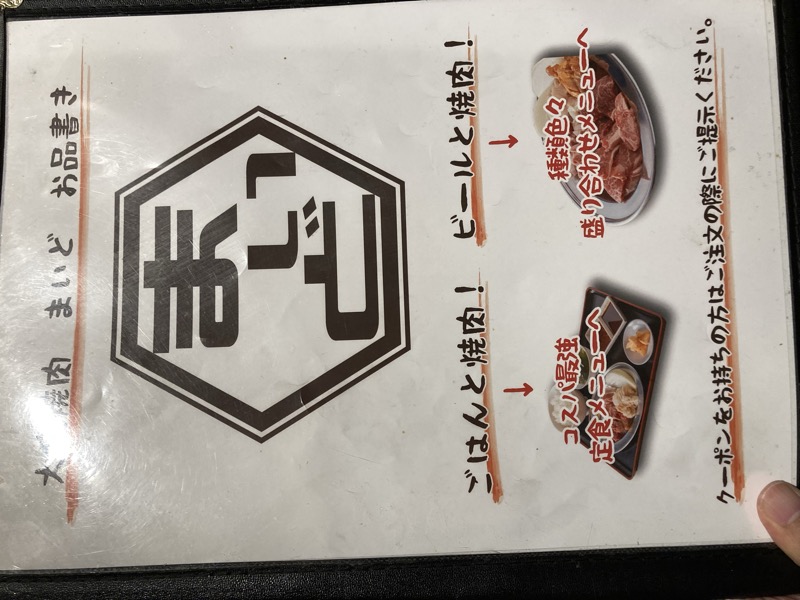 大 焼肉 まいど お品書き
まいど
ごはんと焼肉！
ビールと焼肉！
↓
↓
コスパ最強
定食メニューへ
種類色々
盛り合わせメニューへ
クーポンをお持ちの方はご注文の際にご提示ください。